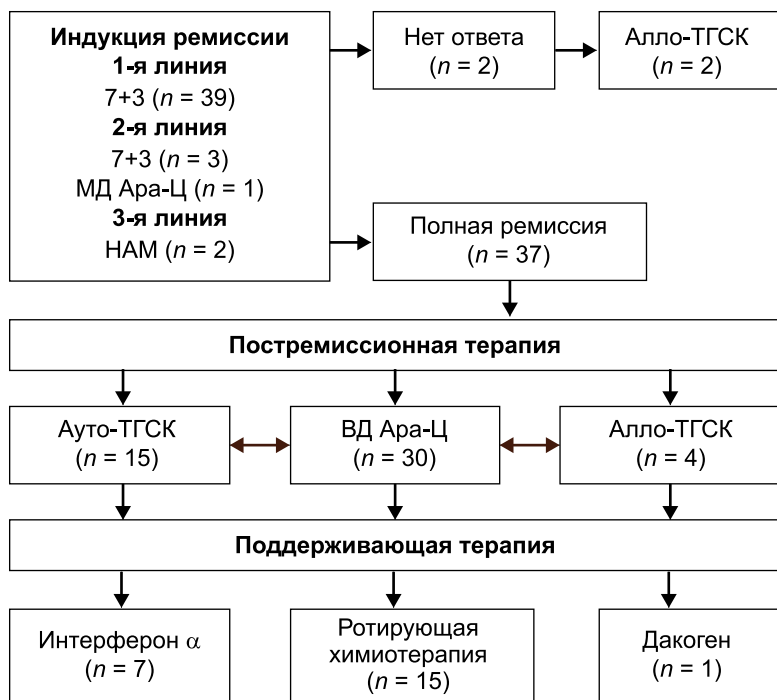 Индукция ремиссии
1-я линия
7+3 (n = 39)
2-я линия
7+3 (n = 3)
МД Ара-Ц (n = 1)
3-я линия
HAM (n = 2)
Нет ответа
(n = 2)
Алло-ТГСК
(n = 2)
Полная ремиссия
(n = 37)
Постремиссионная терапия
Ауто-ТГСК
(n = 15)
ВД Ара-Ц
(n = 30)
Алло-ТГСК
(n = 4)
Поддерживающая терапия
Интерферон α
(n = 7)
Ротирующая
химиотерапия
(n = 15)
Дакоген
(n = 1)